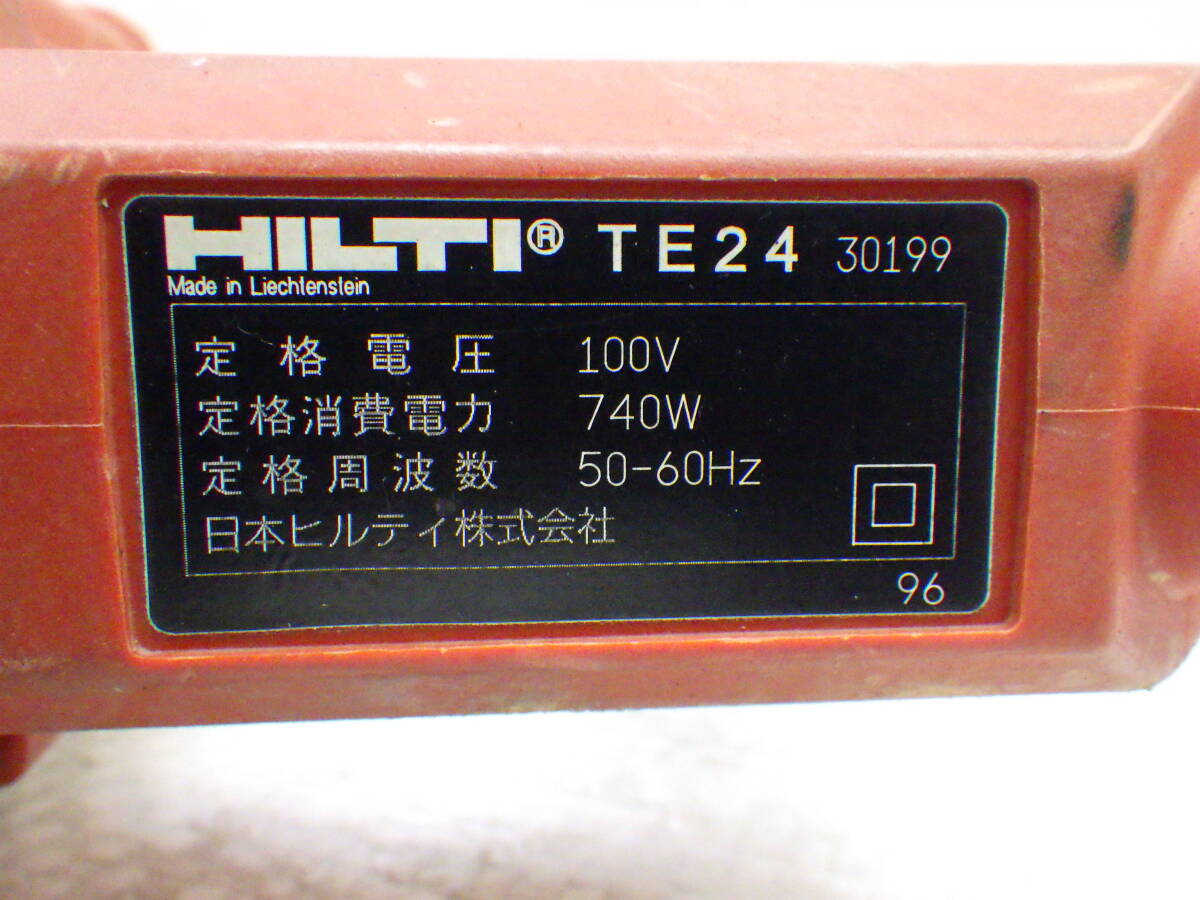 HILTI® TE24 30199
Made in Liechtenstein
定格電圧 100V
定格消費電力 740W
定格周波数 50-60Hz
日本ヒルティ株式会社
96